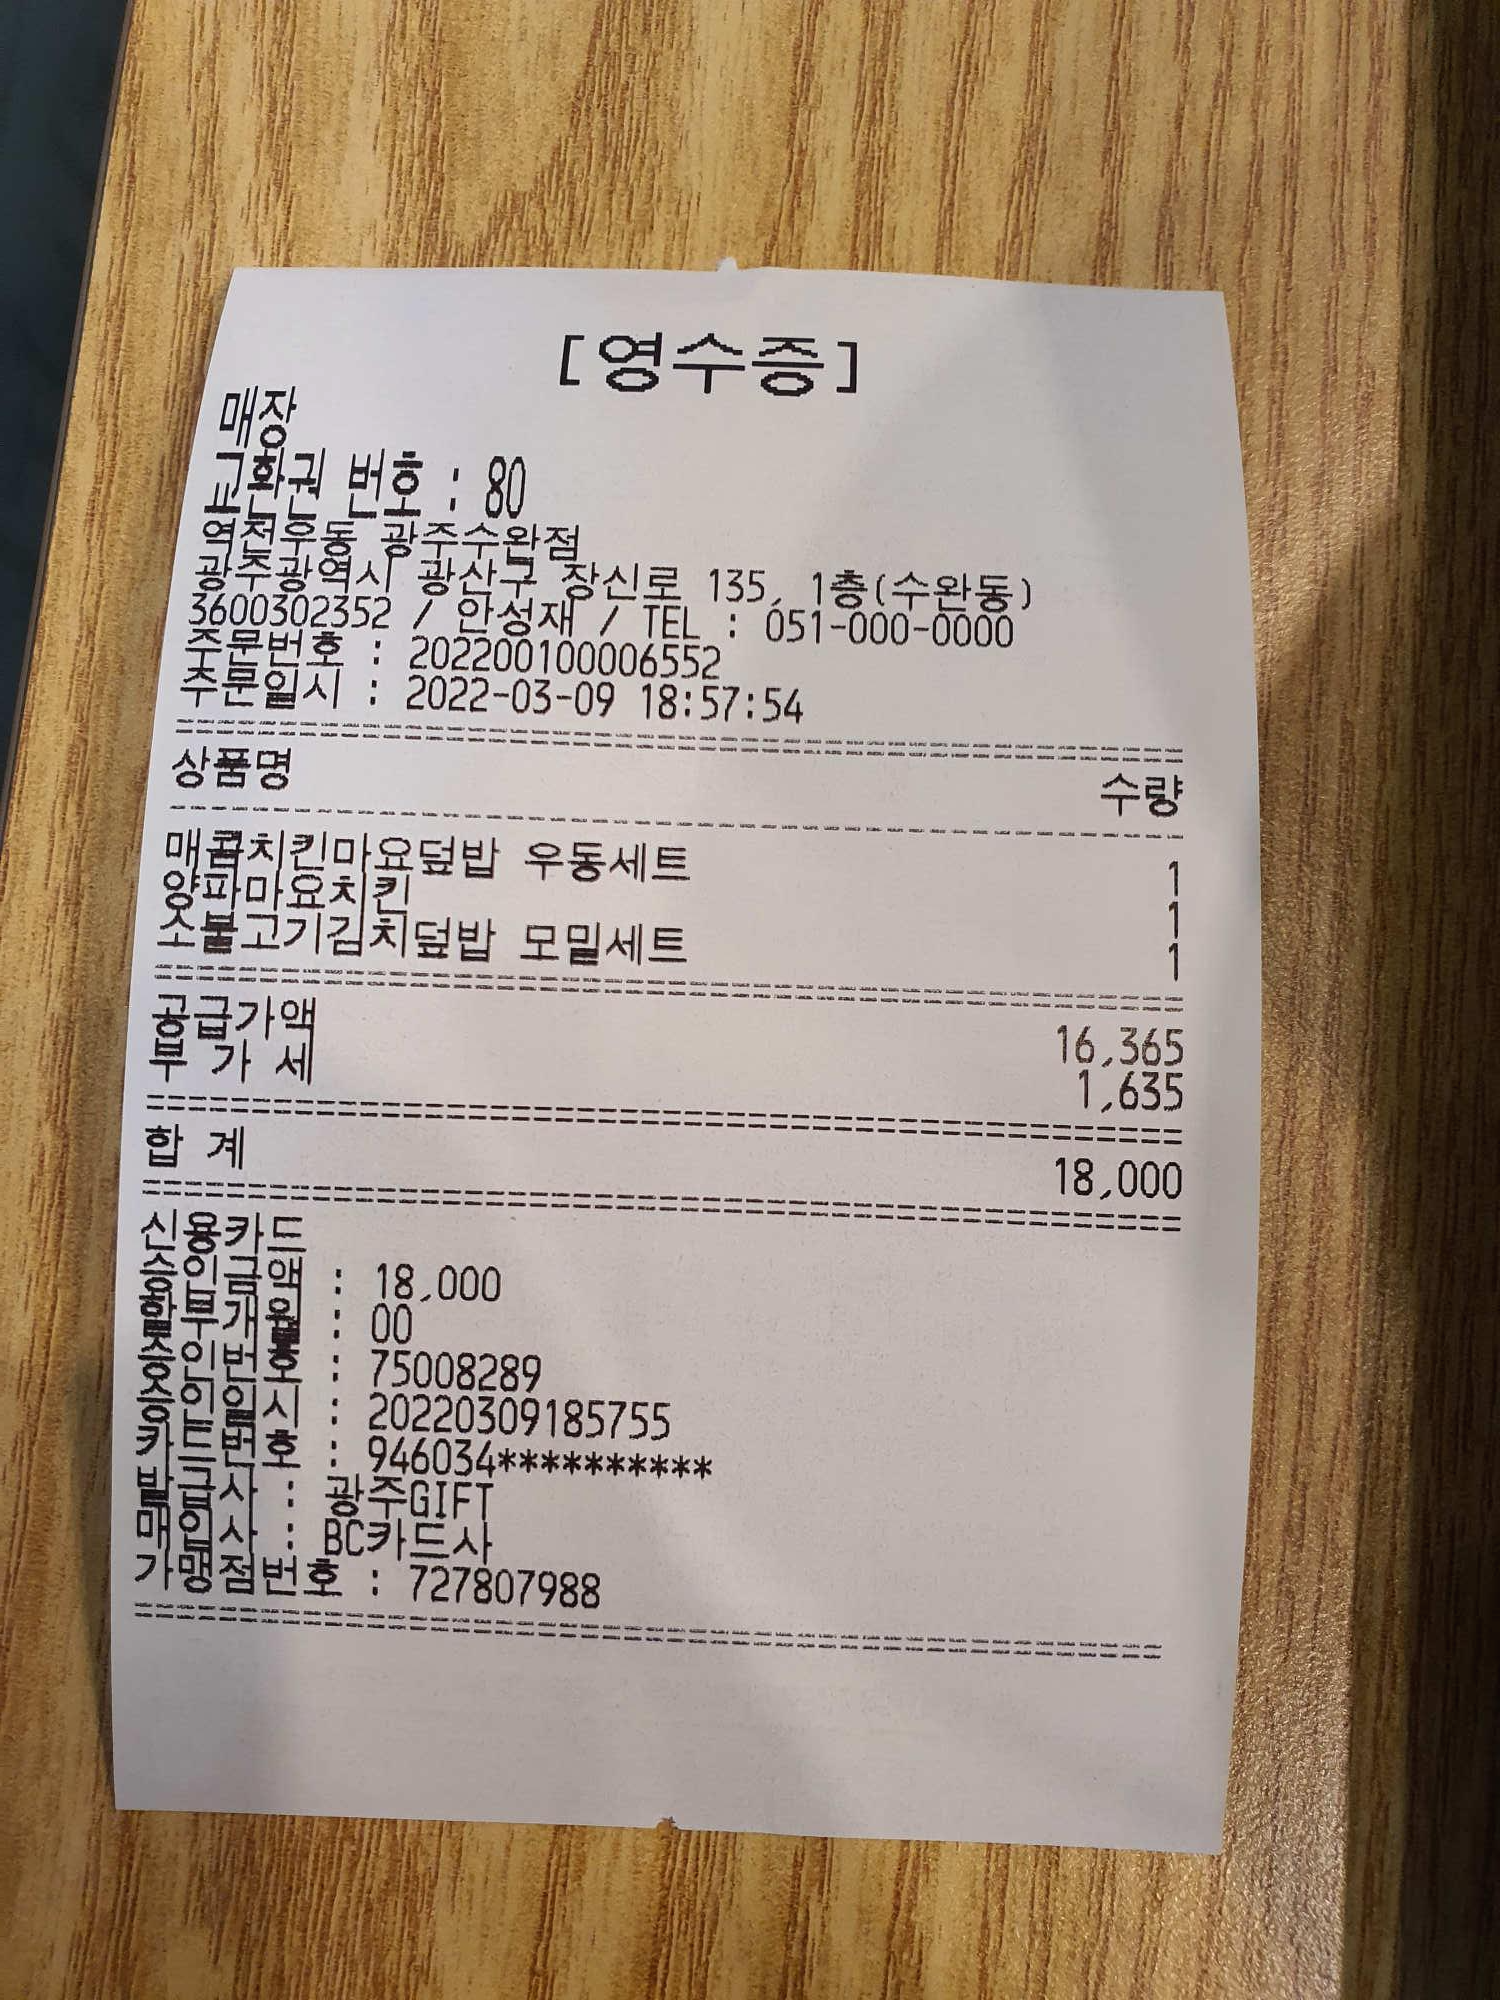 [영수증]
매장
교환권 번호 : 80
역전우동 광주수완점
광주광역시 광산구 장신로 135, 1층(수완동)
3600302352 / 안성재 / TEL : 051-000-0000
주문번호 : 202200100006552
주문일시 : 2022-03-09 18:57:54
상품명 수량
매콤치킨마요덮밥 우동세트 1
양파마요치킨 1
소불고기김치덮밥 모밀세트 1
공급가액 16,365
부 가 세 1,635
합 계 18,000
신용카드
승인금액 : 18,000
할부개월 : 00
승인번호 : 75008289
승인일시 : 20220309185755
카드번호 : 946034**********
발급사 : 광주GIFT
매입사 : BC카드사
가맹점번호 : 727807988